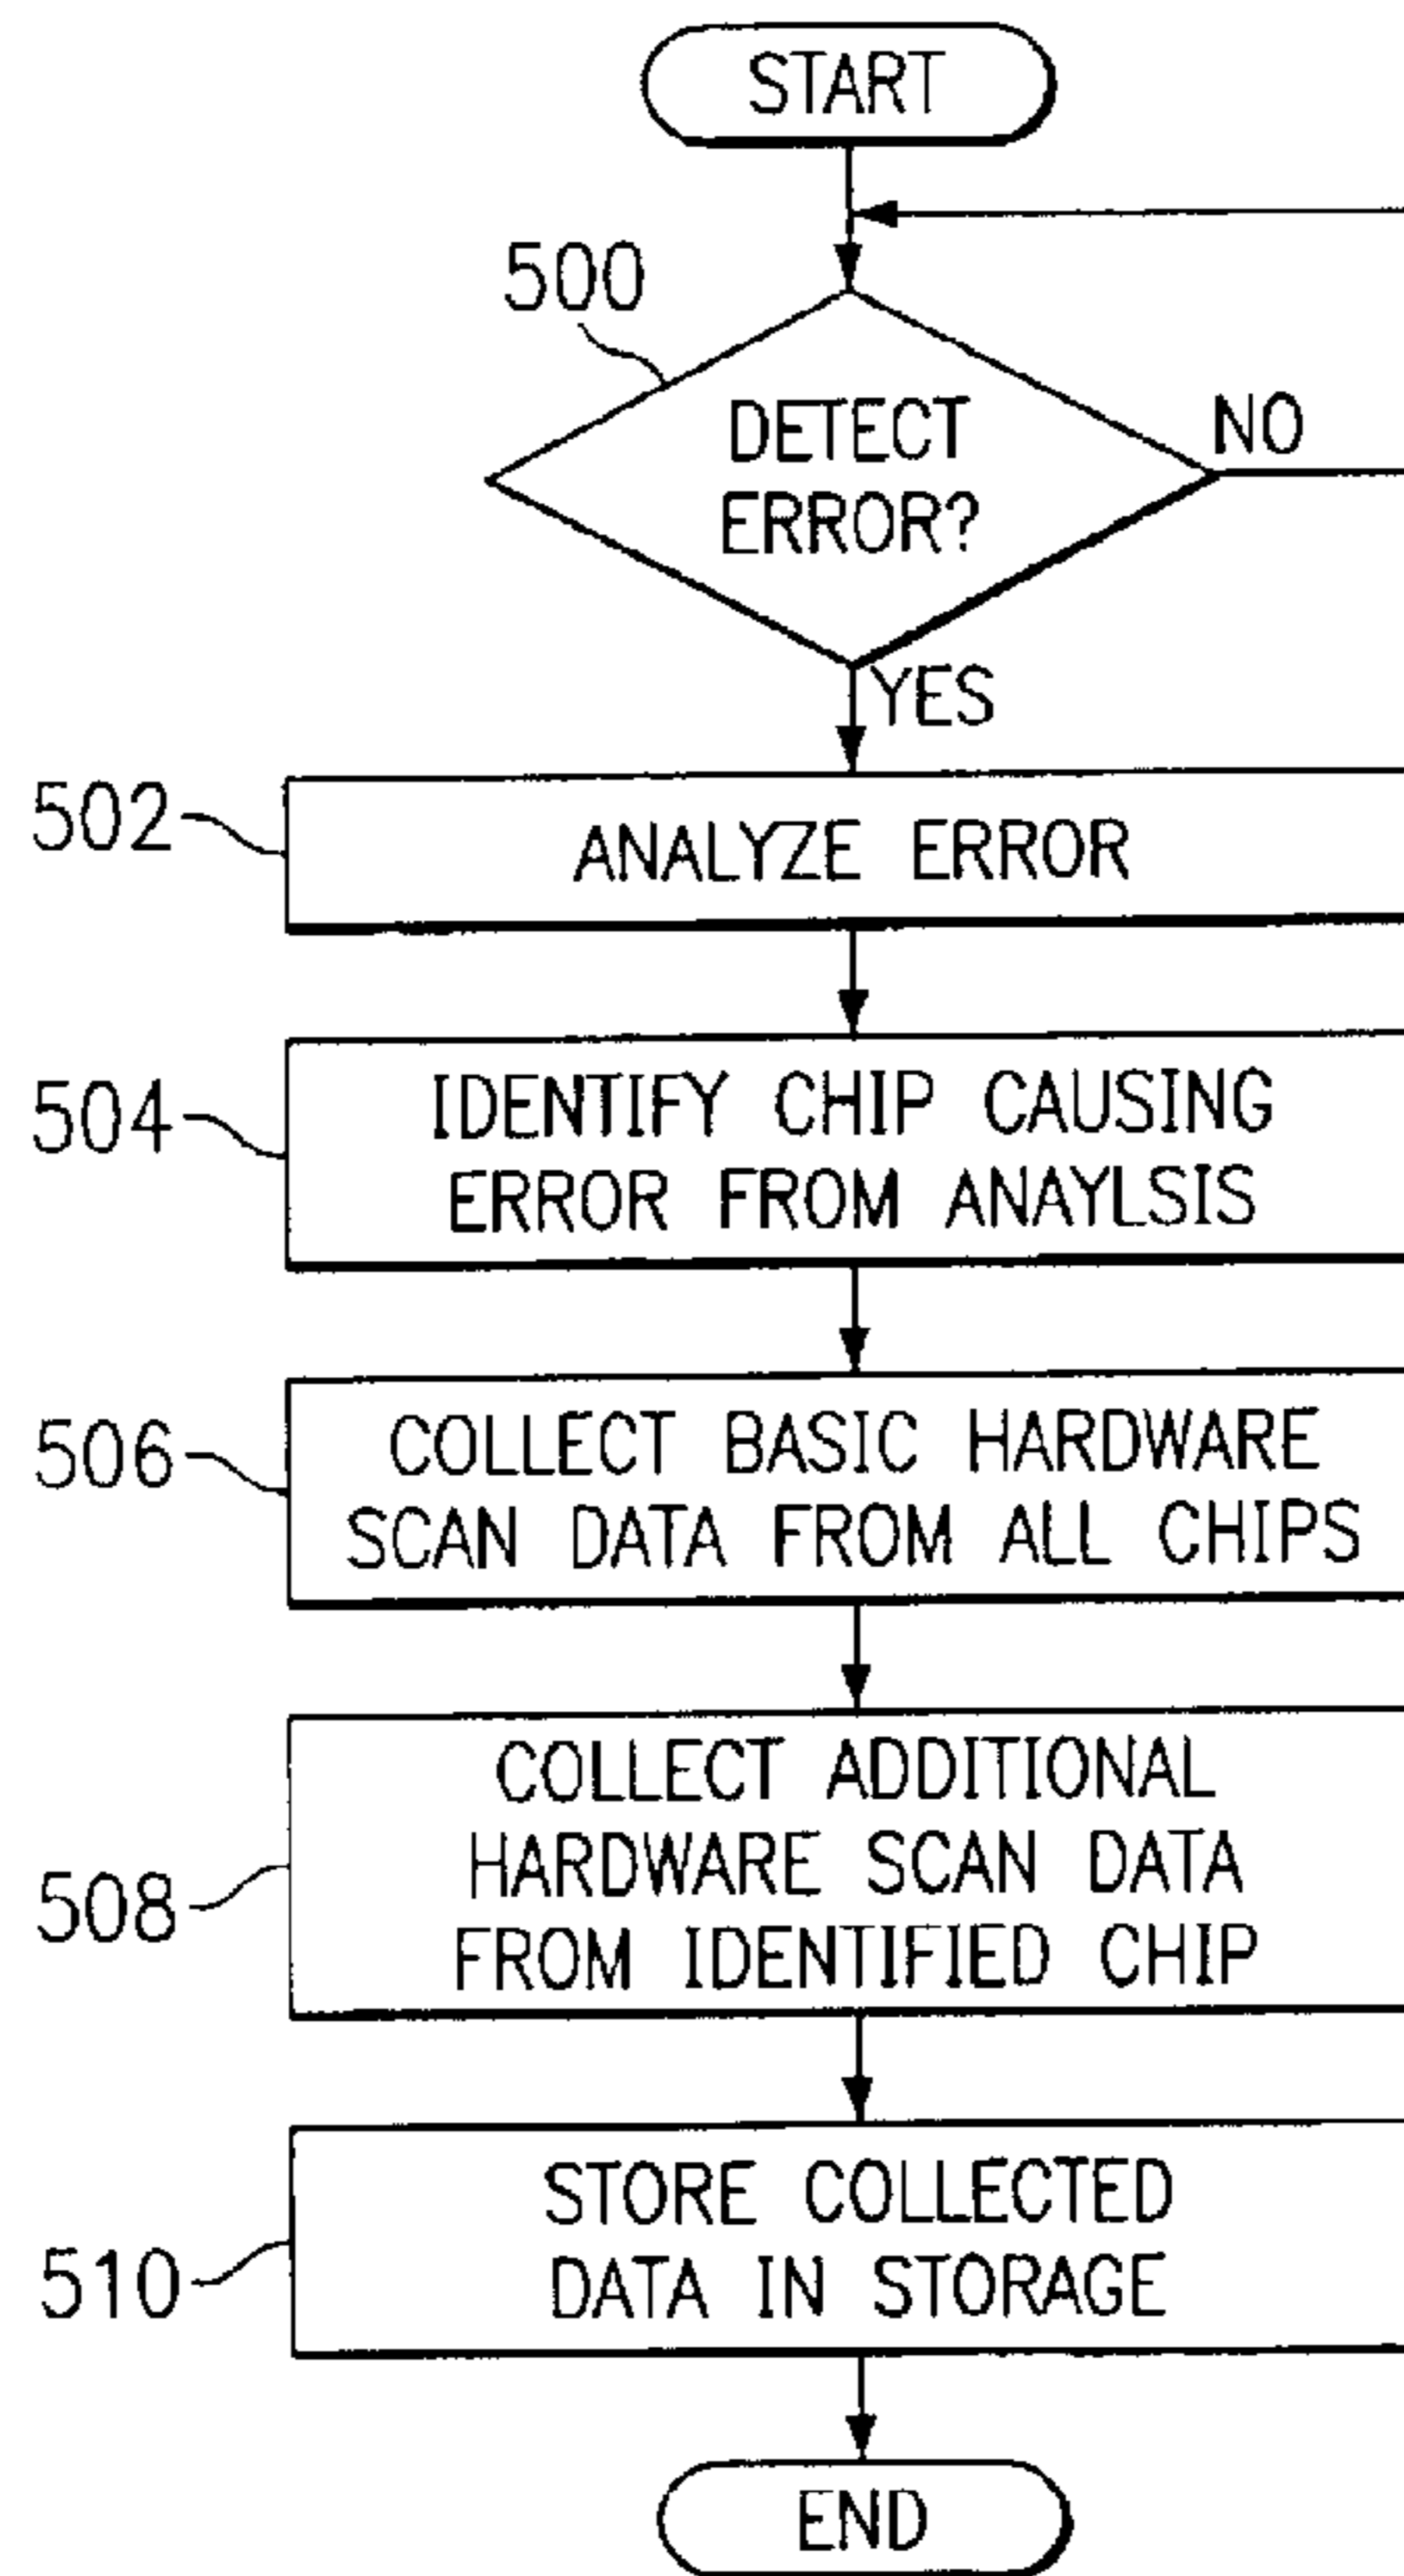 START
500
DETECT
ERROR?
NO
YES
502
ANALYZE ERROR
504
IDENTIFY CHIP CAUSING
ERROR FROM ANAYLSIS
506
COLLECT BASIC HARDWARE
SCAN DATA FROM ALL CHIPS
508
COLLECT ADDITIONAL
HARDWARE SCAN DATA
FROM IDENTIFIED CHIP
510
STORE COLLECTED
DATA IN STORAGE
END